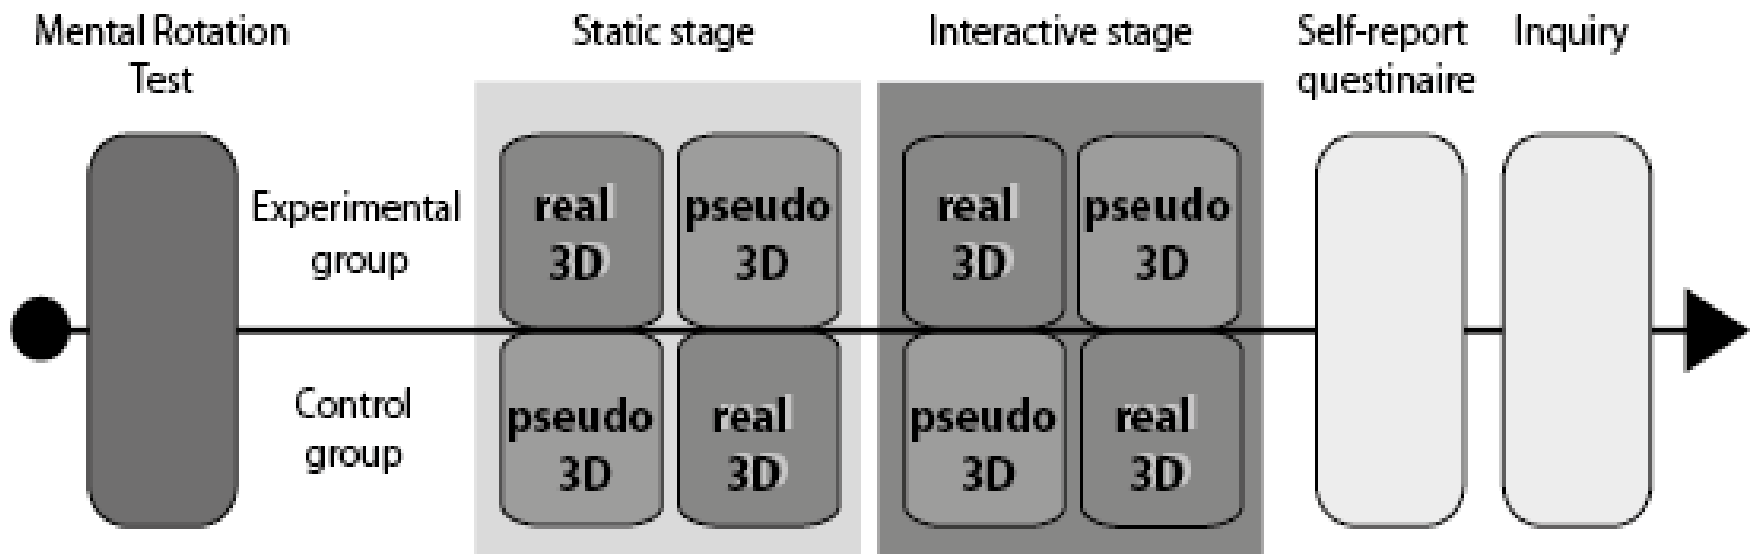 Mental Rotation
Test
Static stage
Interactive stage
Self-report
questinaire
Inquiry
Experimental
group
real
3D
pseudo
3D
real
3D
pseudo
3D
Control
group
pseudo
3D
real
3D
pseudo
3D
real
3D